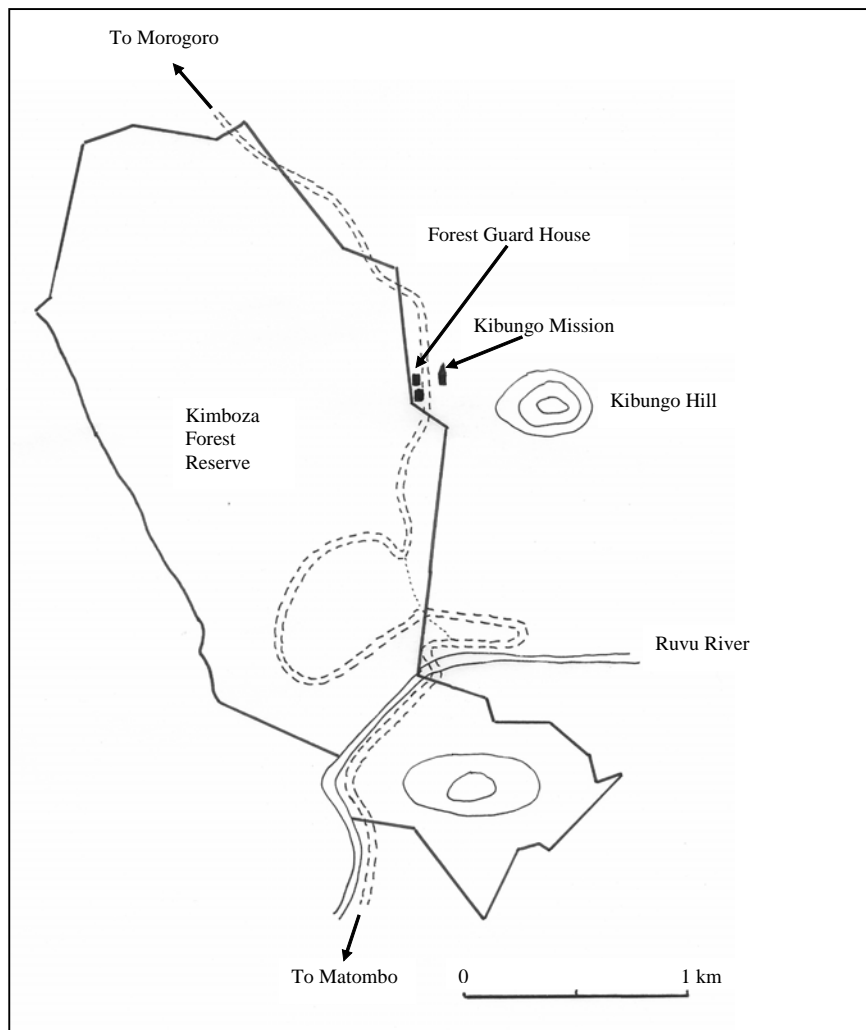 To Morogoro
Forest Guard House
Kibungo Mission
Kibungo Hill
Kimboza
Forest
Reserve
Ruvu River
To Matombo
0
1 km